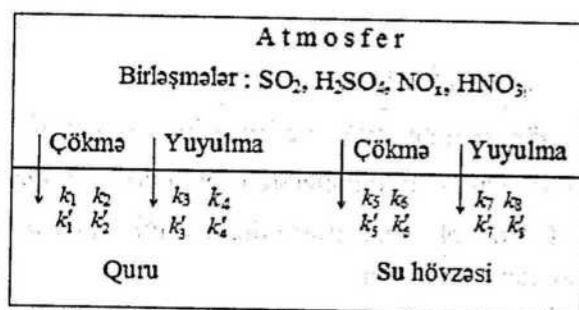 Atmosfer
Birləşmələr : SO₂, H₂SO₄, NOₓ, HNO₃
Çökmə Yuyulma Çökmə Yuyulma
k₁ k₂ k₃ k₄ k₅ k₆ k₇ k₈
k′₁ k′₂ k′₃ k′₄ k′₅ k′₆ k′₇ k′₈
Quru Su hövzəsi